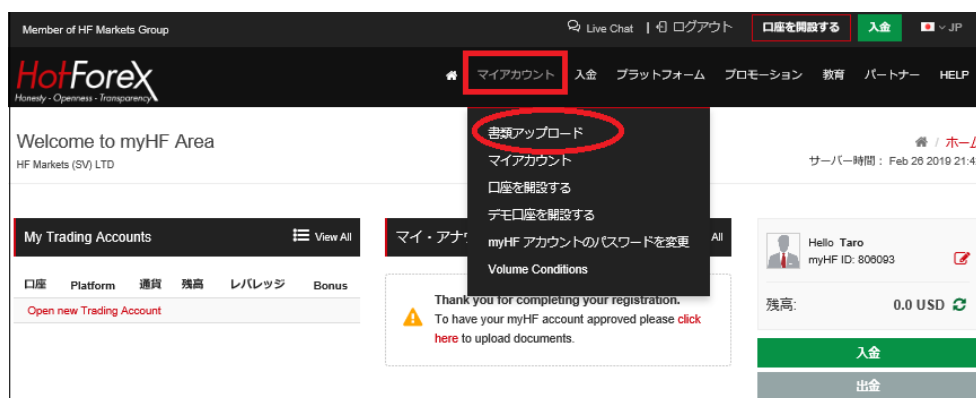 Member of HF Markets Group
Live Chat | ログアウト 口座を開設する 入金 JP
HotForex
Honesty - Openness - Transparency
マイアカウント 入金 プラットフォーム プロモーション 教育 パートナー HELP
Welcome to myHF Area
HF Markets (SV) LTD
/ ホーム
サーバー時間： Feb 26 2019 21:4
書類アップロード
マイアカウント
口座を開設する
デモ口座を開設する
myHF アカウントのパスワードを変更
Volume Conditions
My Trading Accounts View All
口座 Platform 通貨 残高 レバレッジ Bonus
Open new Trading Account
マイ・アナ All
Thank you for completing your registration.
To have your myHF account approved please click
here to upload documents.
Hello Taro
myHF ID: 806093
残高: 0.0 USD
入金
出金